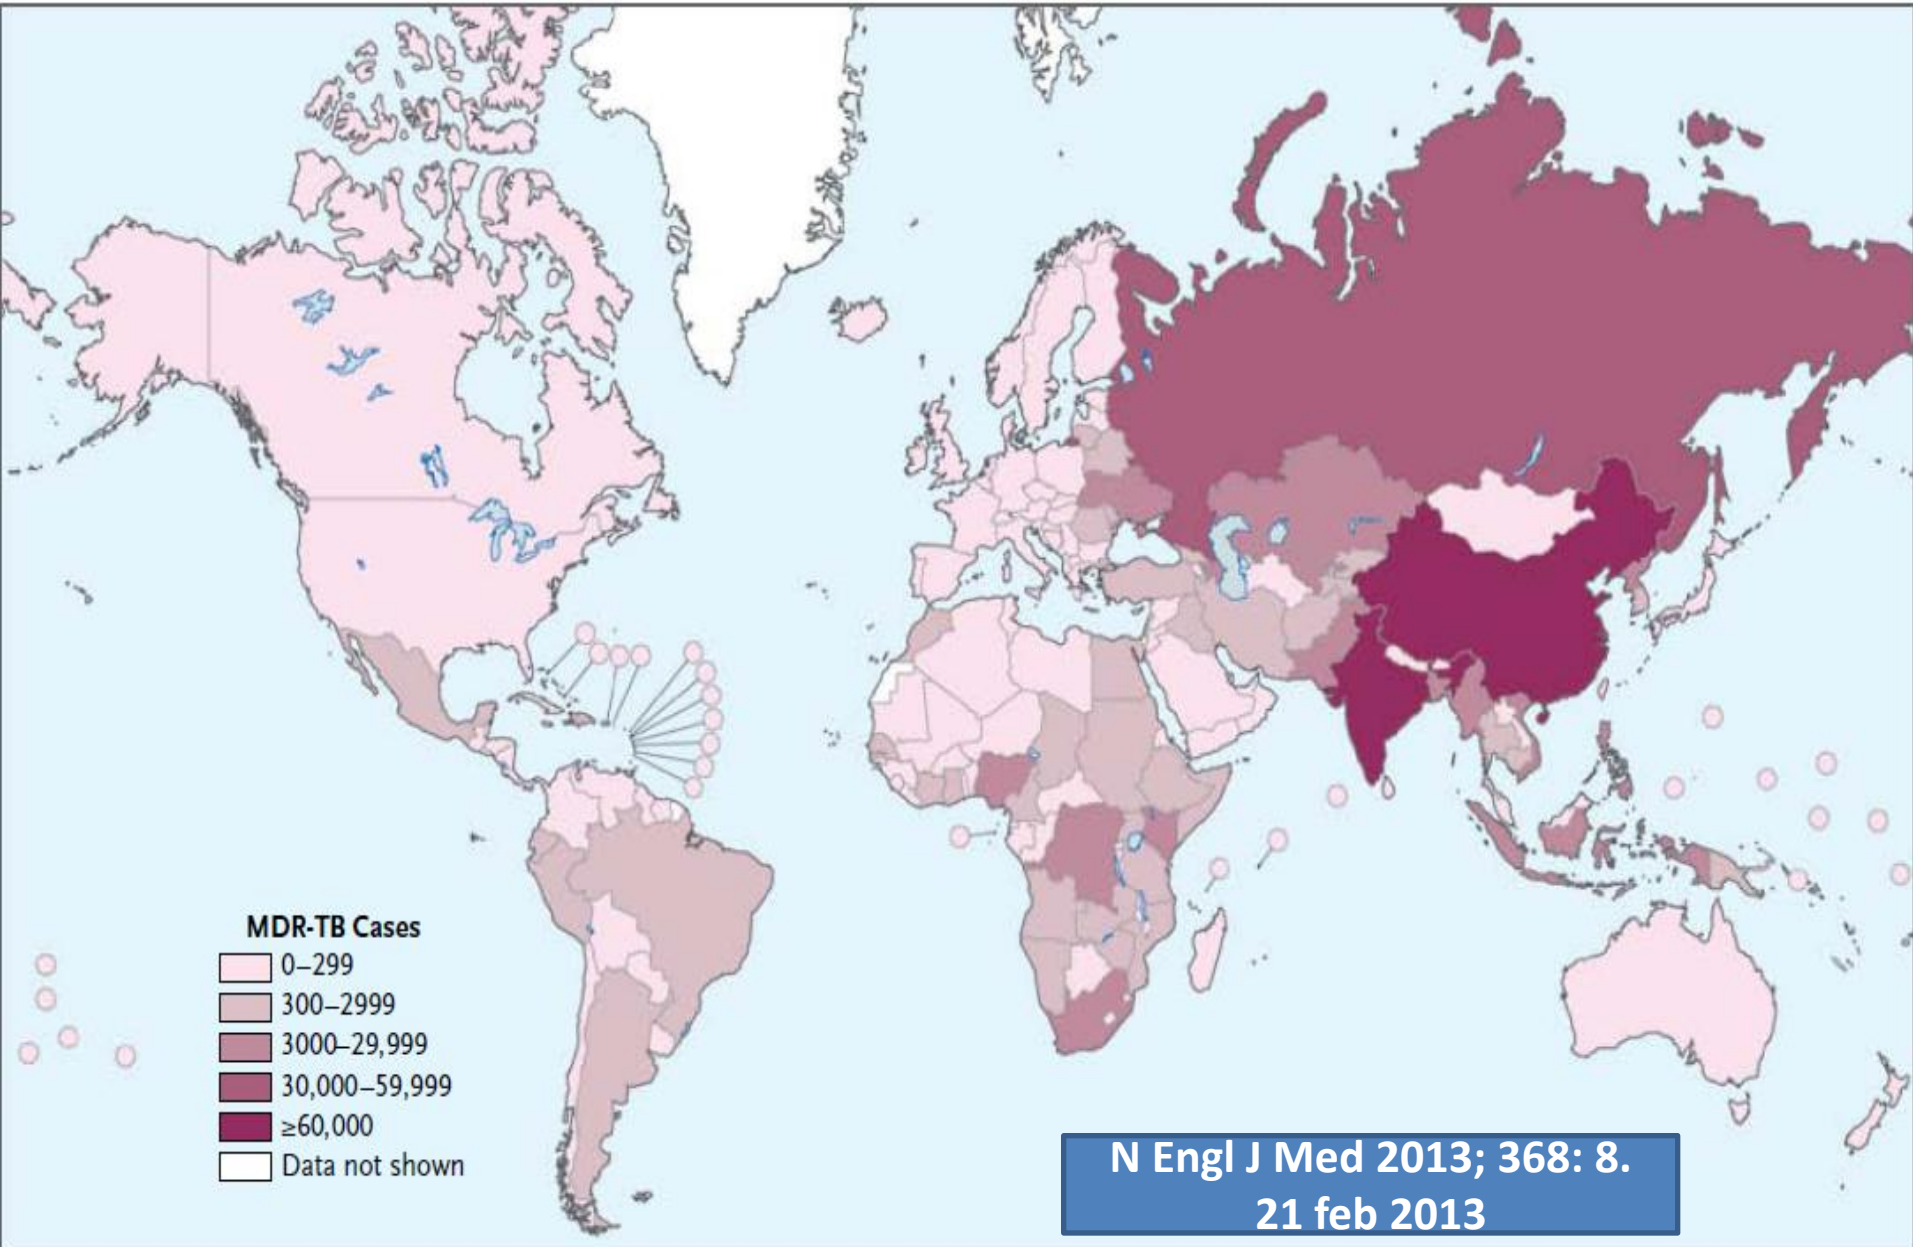 MDR-TB Cases
0–299
300–2999
3000–29,999
30,000–59,999
≥60,000
Data not shown
N Engl J Med 2013; 368: 8.
21 feb 2013